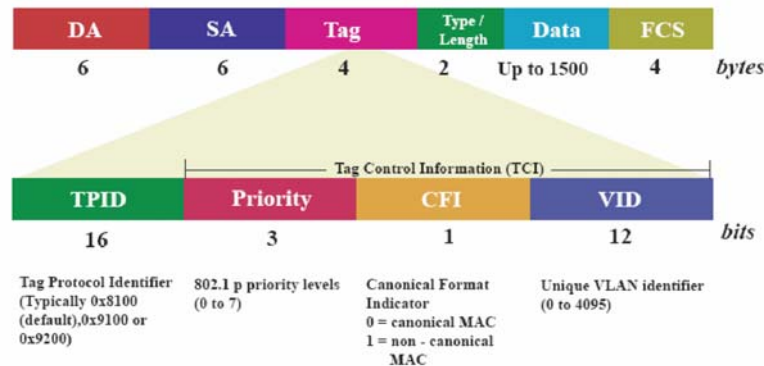 DA SA Tag Type / Length Data FCS
6 6 4 2 Up to 1500 4 bytes
Tag Control Information (TCI)
TPID Priority CFI VID
16 3 1 12 bits
Tag Protocol Identifier
(Typically 0x8100
(default),0x9100 or
0x9200)
802.1 p priority levels
(0 to 7)
Canonical Format
Indicator
0 = canonical MAC
1 = non - canonical
MAC
Unique VLAN identifier
(0 to 4095)